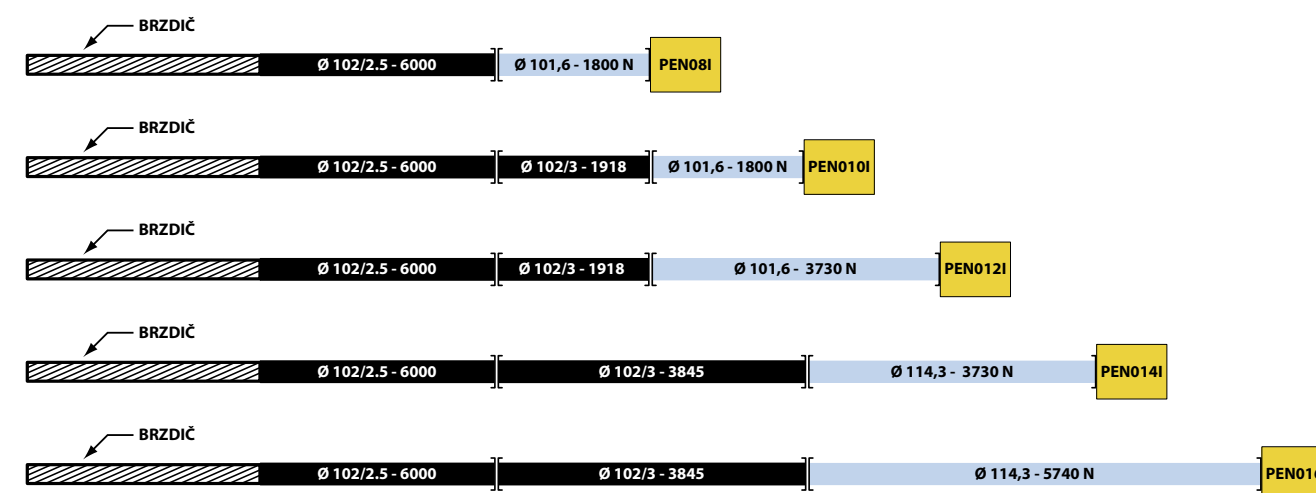 BRZDIČ
Ø 102/2.5 - 6000 Ø 101,6 - 1800 N PEN08I
BRZDIČ
Ø 102/2.5 - 6000 Ø 102/3 - 1918 Ø 101,6 - 1800 N PEN010I
BRZDIČ
Ø 102/2.5 - 6000 Ø 102/3 - 1918 Ø 101,6 - 3730 N PEN012I
BRZDIČ
Ø 102/2.5 - 6000 Ø 102/3 - 3845 Ø 114,3 - 3730 N PEN014I
BRZDIČ
Ø 102/2.5 - 6000 Ø 102/3 - 3845 Ø 114,3 - 5740 N